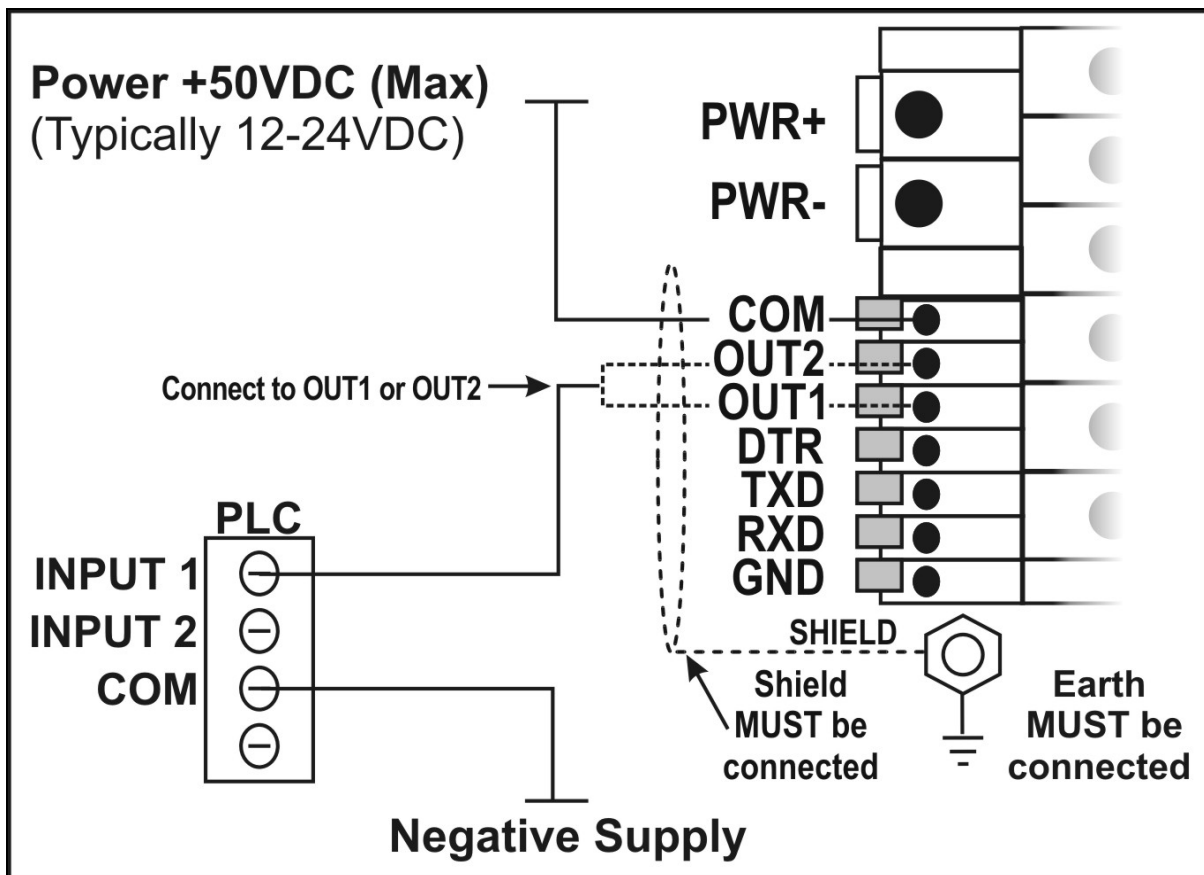 Power +50VDC (Max)
(Typically 12-24VDC)
PWR+
PWR-
COM
OUT2
Connect to OUT1 or OUT2
OUT1
DTR
TXD
RXD
GND
PLC
INPUT 1
INPUT 2
COM
SHIELD
Shield
MUST be
connected
Earth
MUST be
connected
Negative Supply